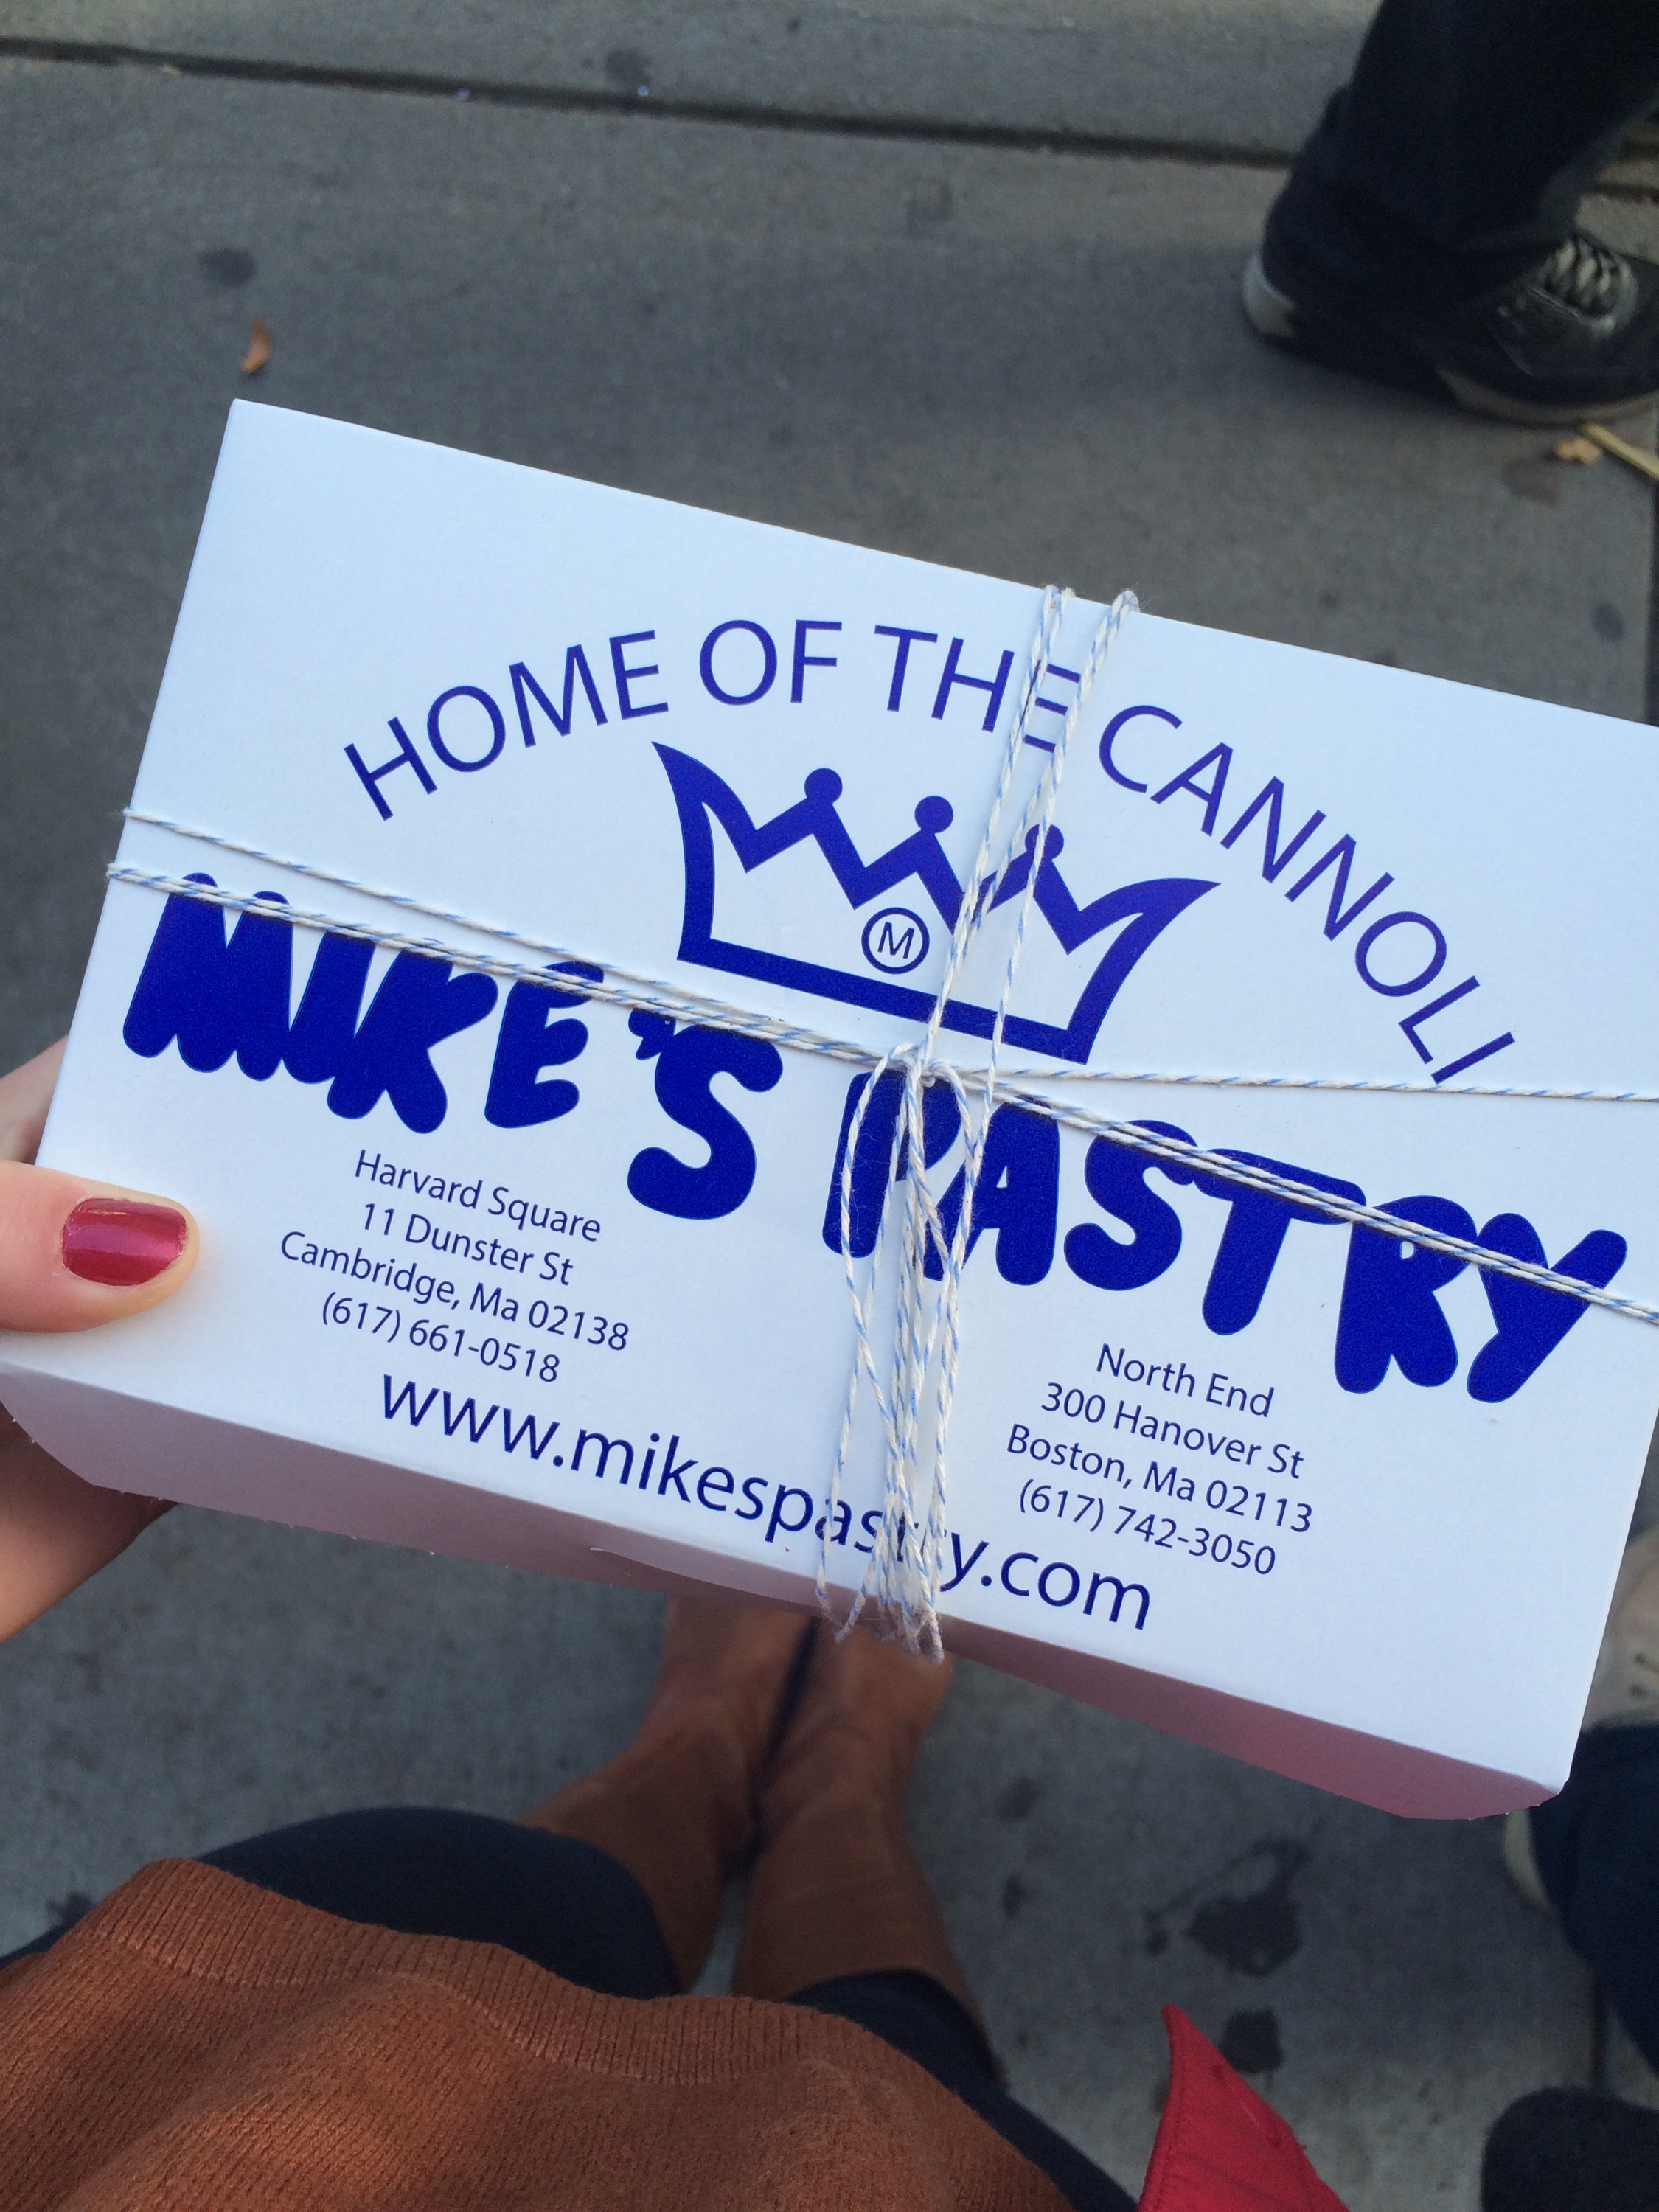 HOME OF THE CANNOLI
M
MIKE'S PASTRY
Harvard Square
11 Dunster St
Cambridge, Ma 02138
(617) 661-0518
North End
300 Hanover St
Boston, Ma 02113
(617) 742-3050
www.mikespastry.com